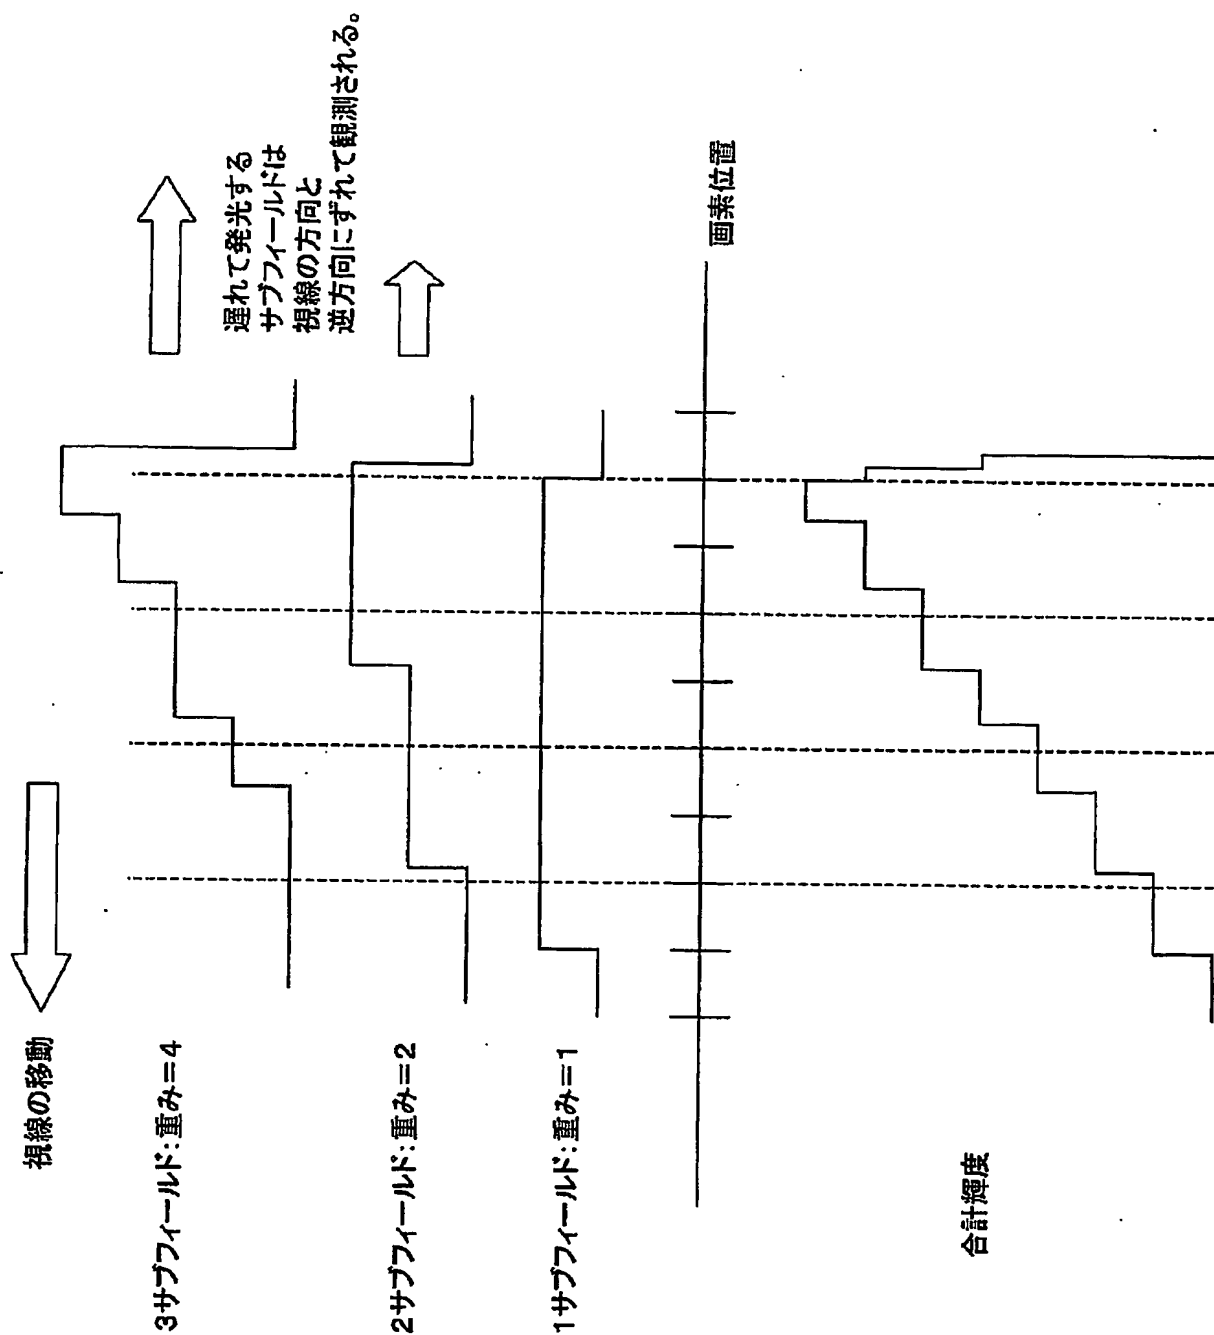 視線の移動
3サブフィールド:重み=4
遅れて発光する
サブフィールドは
視線の方向と
逆方向にずれて観測される。
2サブフィールド:重み=2
1サブフィールド:重み=1
画素位置
合計輝度